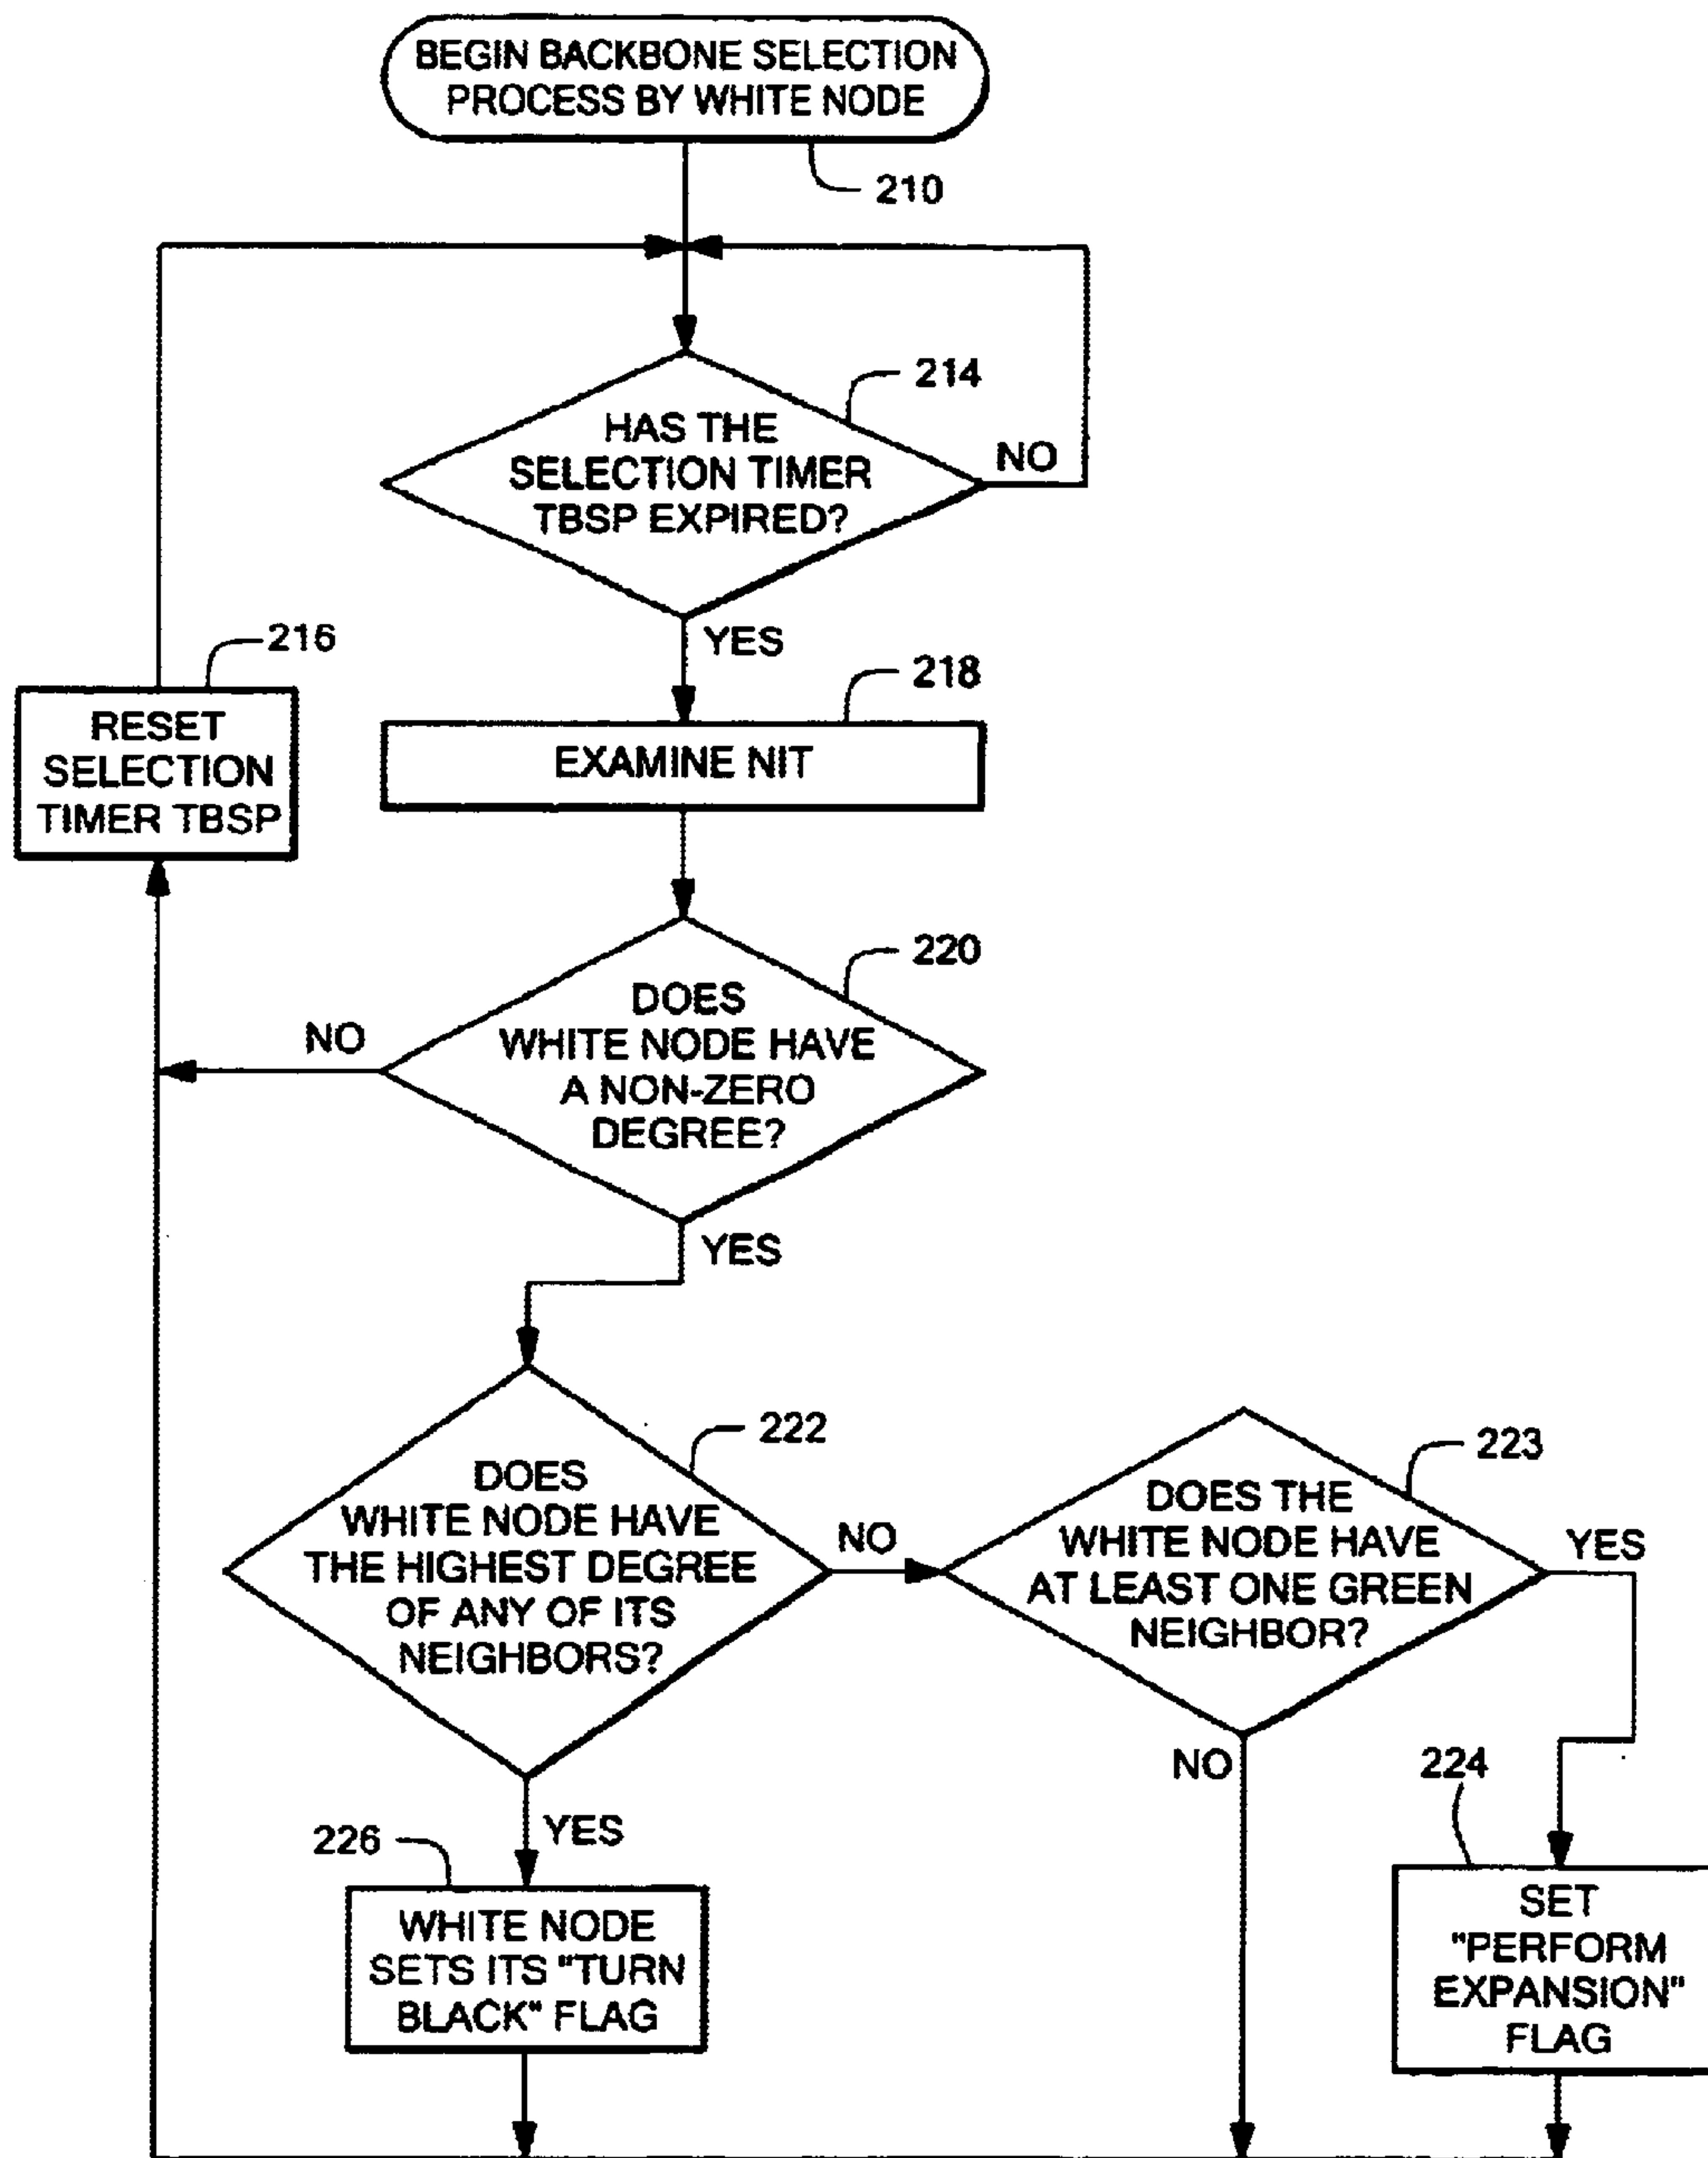 BEGIN BACKBONE SELECTION
PROCESS BY WHITE NODE
210
214
HAS THE
SELECTION TIMER
TBSP EXPIRED?
NO
YES
216
RESET
SELECTION
TIMER TBSP
218
EXAMINE NIT
220
DOES
WHITE NODE HAVE
A NON-ZERO
DEGREE?
NO
YES
222
DOES
WHITE NODE HAVE
THE HIGHEST DEGREE
OF ANY OF ITS
NEIGHBORS?
NO
223
DOES THE
WHITE NODE HAVE
AT LEAST ONE GREEN
NEIGHBOR?
YES
NO
224
SET
"PERFORM
EXPANSION"
FLAG
YES
226
WHITE NODE
SETS ITS "TURN
BLACK" FLAG